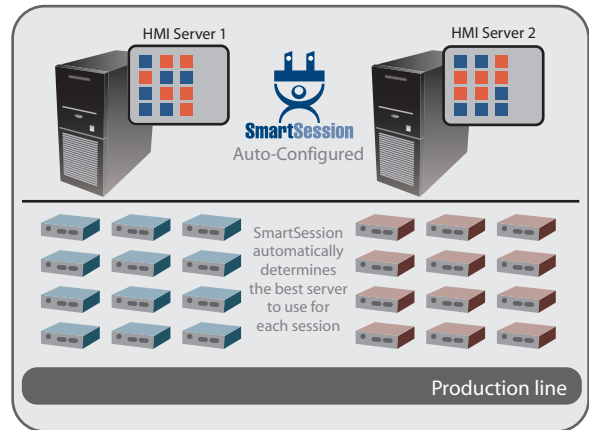 HMI Server 1
HMI Server 2
SmartSession
Auto-Configured
SmartSession
automatically
determines
the best server
to use for
each session
Production line